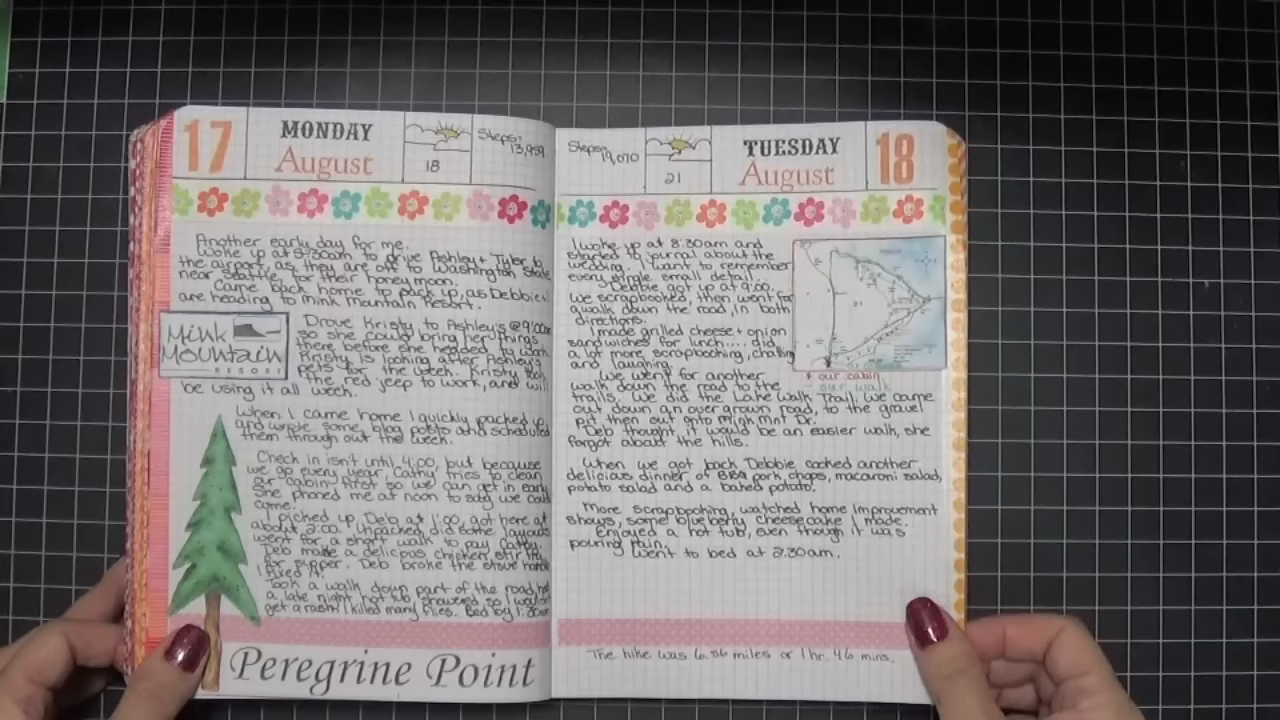 17
MONDAY
August
18
Steps:
13,959
Another early day for me.
Woke up at 5:30am to drive Ashley + Tyler to
the airport, as they are off to Washington State
near Seattle, for their honeymoon.
Came back home to pack up, as Debbie + I
are heading to Mink Mountain Resort.
Mink
Mountain
RESORT
Drove Kristy to Ashley's @ 9:00am
so she could bring her things
there before she headed to work
Kristy is looking after Ashley's
pets for the week. Kristy took
the red jeep to work, and will
be using it all week.
When I came home I quickly packed up
and wrote some blog posts and scheduled
them through out the week.
Check in isn't until 4:00, but because
we go every year, Cathy tries to clean
our cabin first so we can get in early
She phoned me at noon to say we could
come.
I picked up Deb at 1:00, got here at
about 2:00. Unpacked, did some layouts
went for a short walk to pay Cathy.
Deb made a delicious chicken stir fry
for supper. Deb broke the stove handle
I fixed it.
Took a walk down part of the road, had
a late night hot tub, showered so I wouldn't
get a rash! I killed many flies. Bed by 1:30am
Peregrine Point
Steps:
19,070
21
TUESDAY
August
18
I woke up at 8:30am and
started to journal about the
wedding. I want to remember
every single small detail.
Debbie got up at 9:00.
We scrapbooked, then went for
a walk down the road, in both
directions.
I made grilled cheese + onion
sandwiches for lunch.... did
a lot more scrapbooking, chatting
and laughing.
We went for another
walk down the road to the
trails. We did the Lake Walk Trail. We came
out down an overgrown road, to the gravel
pit then out onto Mink Mnt Dr.
Deb thought it would be an easier walk, she
forgot about the hills.
* our cabin
- our walk
When we got back Debbie cooked another
delicious dinner of BBQ pork chops, macaroni salad,
potato salad and a baked potato.
More scrapbooking, watched home improvement
shows, some blueberry cheesecake I made.
Enjoyed a hot tub, even though it was
pouring rain.
Went to bed at 2:30am.
The hike was 6.56 miles or 1 hr. 46 mins.